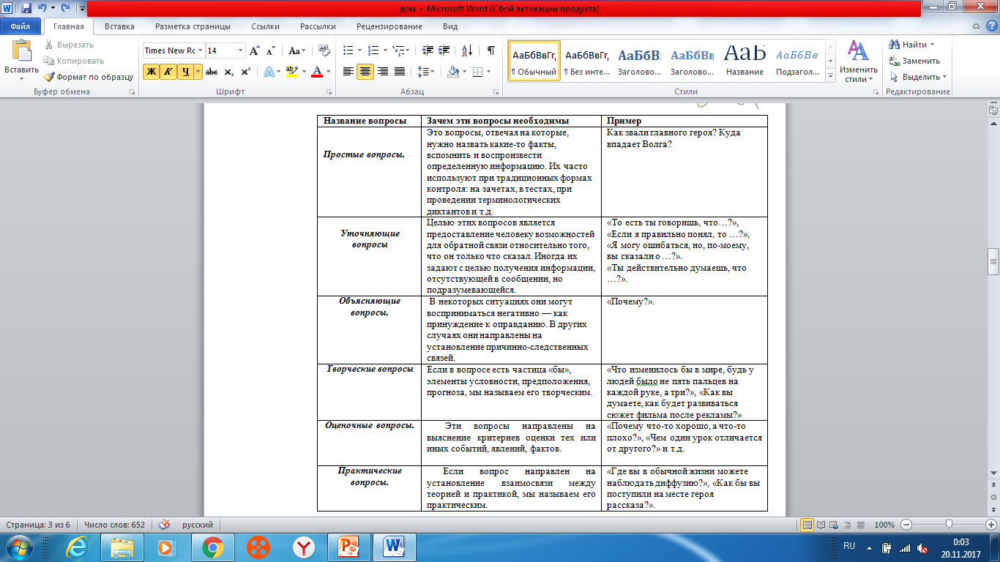 дом - Microsoft Word (Сбой активации продукта)
Файл Главная Вставка Разметка страницы Ссылки Рассылки Рецензирование Вид
Вставить
Вырезать
Копировать
Формат по образцу
Буфер обмена
Times New Ro 14
Ж К Ч abc x₂ x²
Шрифт
Абзац
АаБбВвГг, АаБбВвГг, АаБбВ АаБбВв АаБ АаБбВв
¶ Обычный ¶ Без инте... Заголово... Заголово... Название Подзагол...
Стили
Изменить
стили
Найти
Заменить
Выделить
Редактирование
Название вопросы Зачем эти вопросы необходимы Пример
Простые вопросы.
Это вопросы, отвечая на которые,
нужно назвать какие-то факты,
вспомнить и воспроизвести
определенную информацию. Их часто
используют при традиционных формах
контроля: на зачетах, в тестах, при
проведении терминологических
диктантов и т.д.
Как звали главного героя? Куда
впадает Волга?
Уточняющие
вопросы
Целью этих вопросов является
предоставление человеку возможностей
для обратной связи относительно того,
что он только что сказал. Иногда их
задают с целью получения информации,
отсутствующей в сообщении, но
подразумевающейся.
«То есть ты говоришь, что…?»,
«Если я правильно понял, то …?»,
«Я могу ошибаться, но, по-моему,
вы сказали о …?».
«Ты действительно думаешь, что
…?».
Объясняющие
вопросы.
В некоторых ситуациях они могут
восприниматься негативно — как
принуждение к оправданию. В других
случаях они направлены на
установление причинно-следственных
связей.
«Почему?».
Творческие вопросы
Если в вопросе есть частица «бы»,
элементы условности, предположения,
прогноза, мы называем его творческим.
«Что изменилось бы в мире, будь у
людей было не пять пальцев на
каждой руке, а три?», «Как вы
думаете, как будет развиваться
сюжет фильма после рекламы?»
Оценочные вопросы.
Эти вопросы направлены на
выяснение критериев оценки тех или
иных событий, явлений, фактов.
«Почему что-то хорошо, а что-то
плохо?», «Чем один урок отличается
от другого?» и т.д.
Практические
вопросы.
Если вопрос направлен на
установление взаимосвязи между
теорией и практикой, мы называем его
практическим.
«Где вы в обычной жизни можете
наблюдать диффузию?», «Как бы вы
поступили на месте героя
рассказа?».
Страница: 3 из 6 Число слов: 652 русский 100%
RU 0:03
20.11.2017